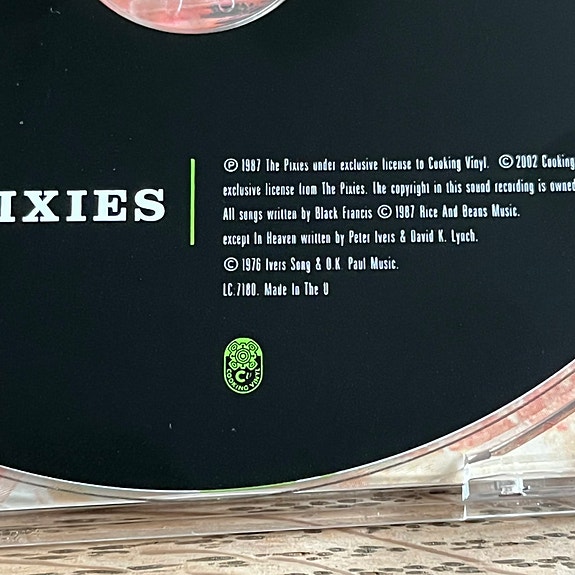 IXIES
℗ 1987 The Pixies under exclusive license to Cooking Vinyl. © 2002 Cooking
exclusive license from The Pixies. The copyright in this sound recording is owned
All songs written by Black Francis © 1987 Rice And Beans Music.
except In Heaven written by Peter Ivers & David K. Lynch.
© 1976 Ivers Song & O.K. Paul Music.
LC:7180. Made In The U
CV
COOKING VINYL